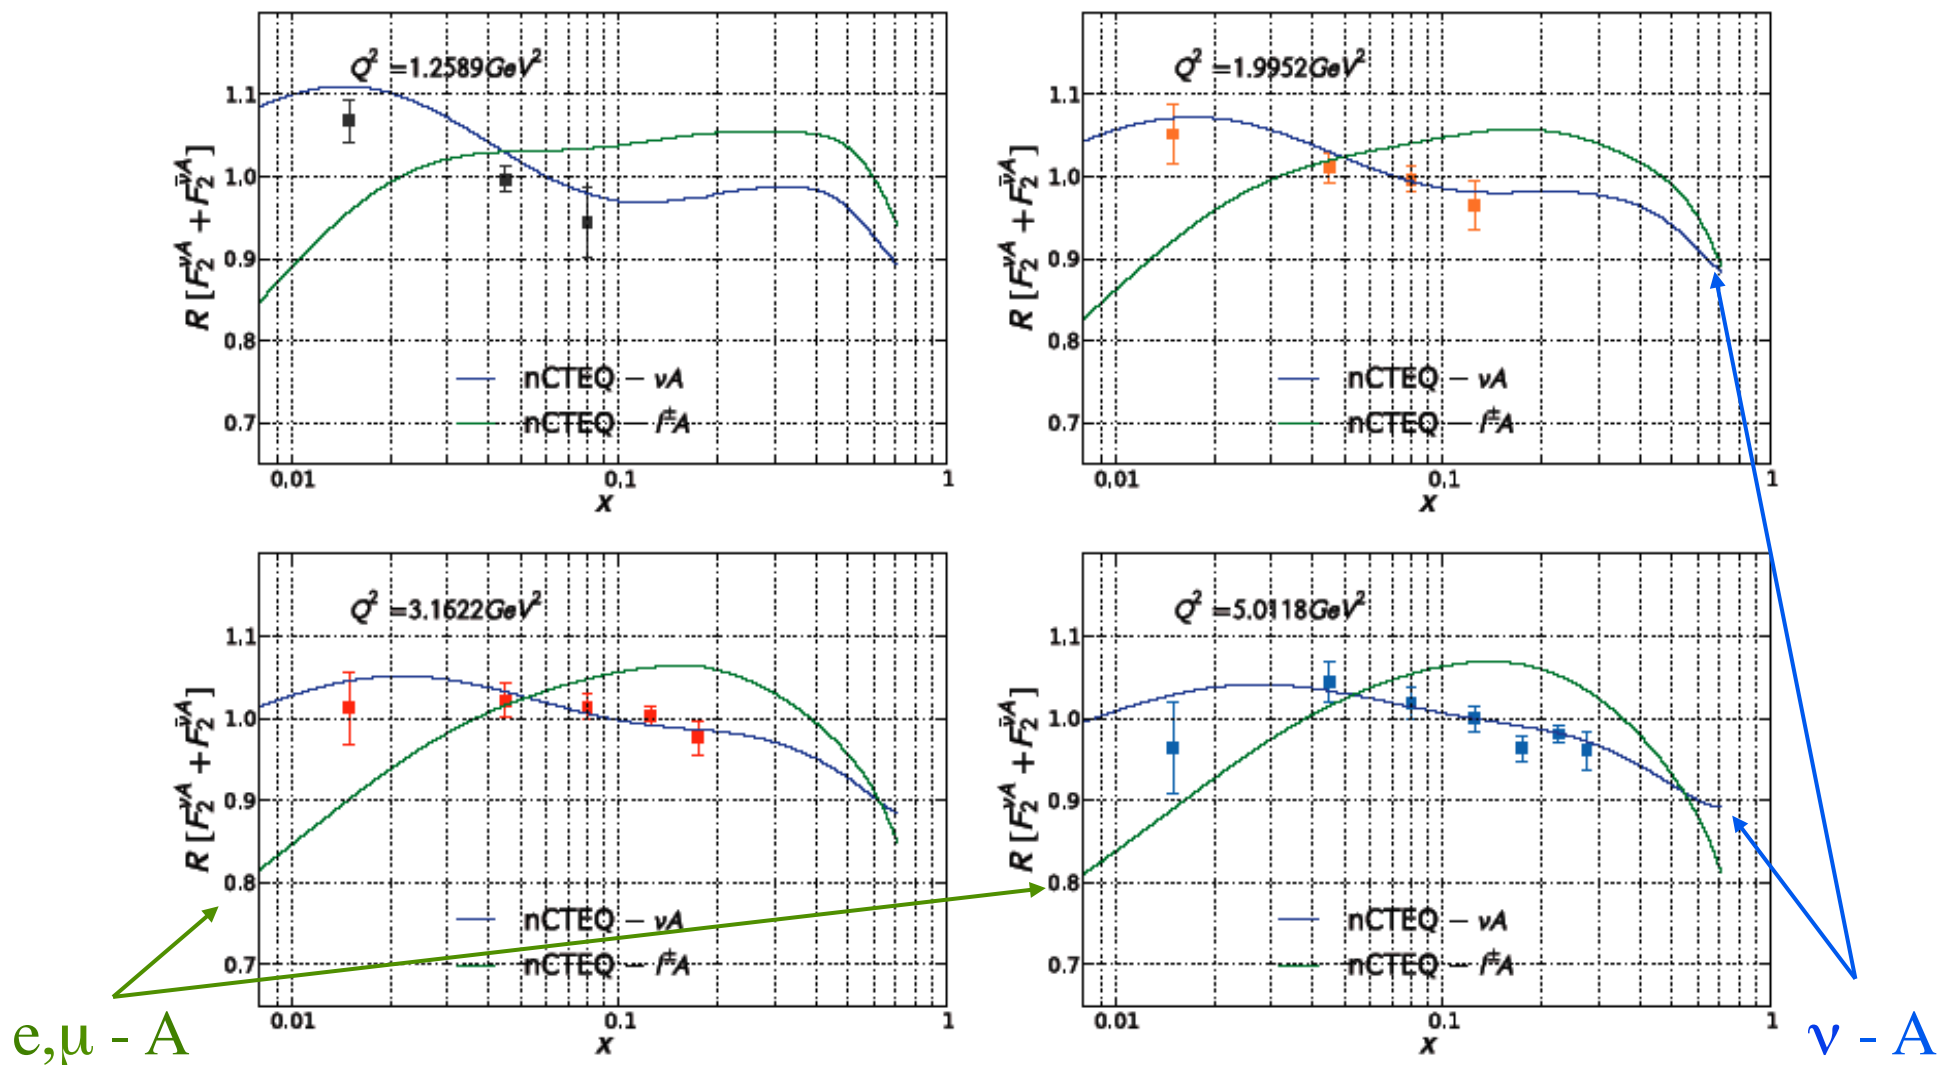 Q² =1.2589GeV²
R [F₂^νA + F₂^ν̄A]
1.1
1.0
0.9
0.8
0.7
nCTEQ — νA
nCTEQ — l^±A
0.01 0.1 1
x
Q² =1.9952GeV²
R [F₂^νA + F₂^ν̄A]
1.1
1.0
0.9
0.8
0.7
nCTEQ — νA
nCTEQ — l^±A
0.01 0.1 1
x
Q² =3.1622GeV²
R [F₂^νA + F₂^ν̄A]
1.1
1.0
0.9
0.8
0.7
nCTEQ — νA
nCTEQ — l^±A
0.01 0.1 1
x
Q² =5.0118GeV²
R [F₂^νA + F₂^ν̄A]
1.1
1.0
0.9
0.8
0.7
nCTEQ — νA
nCTEQ — l^±A
0.01 0.1 1
x
e,μ - A
ν - A